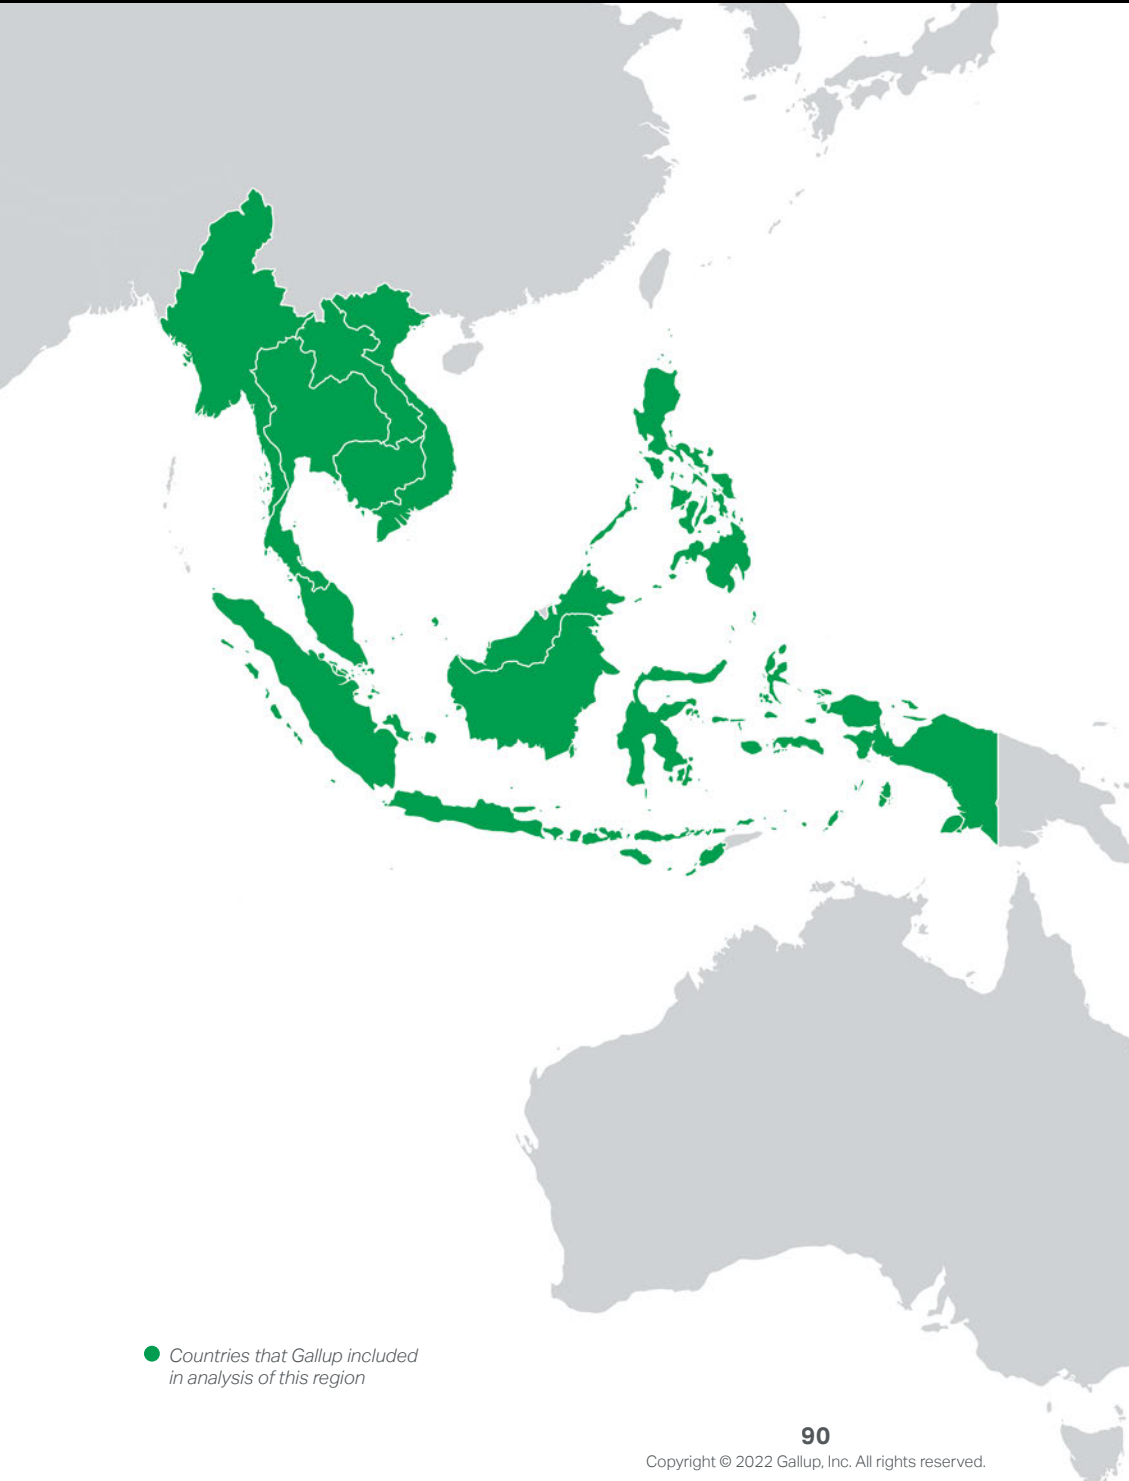 Countries that Gallup included
in analysis of this region
90
Copyright © 2022 Gallup, Inc. All rights reserved.